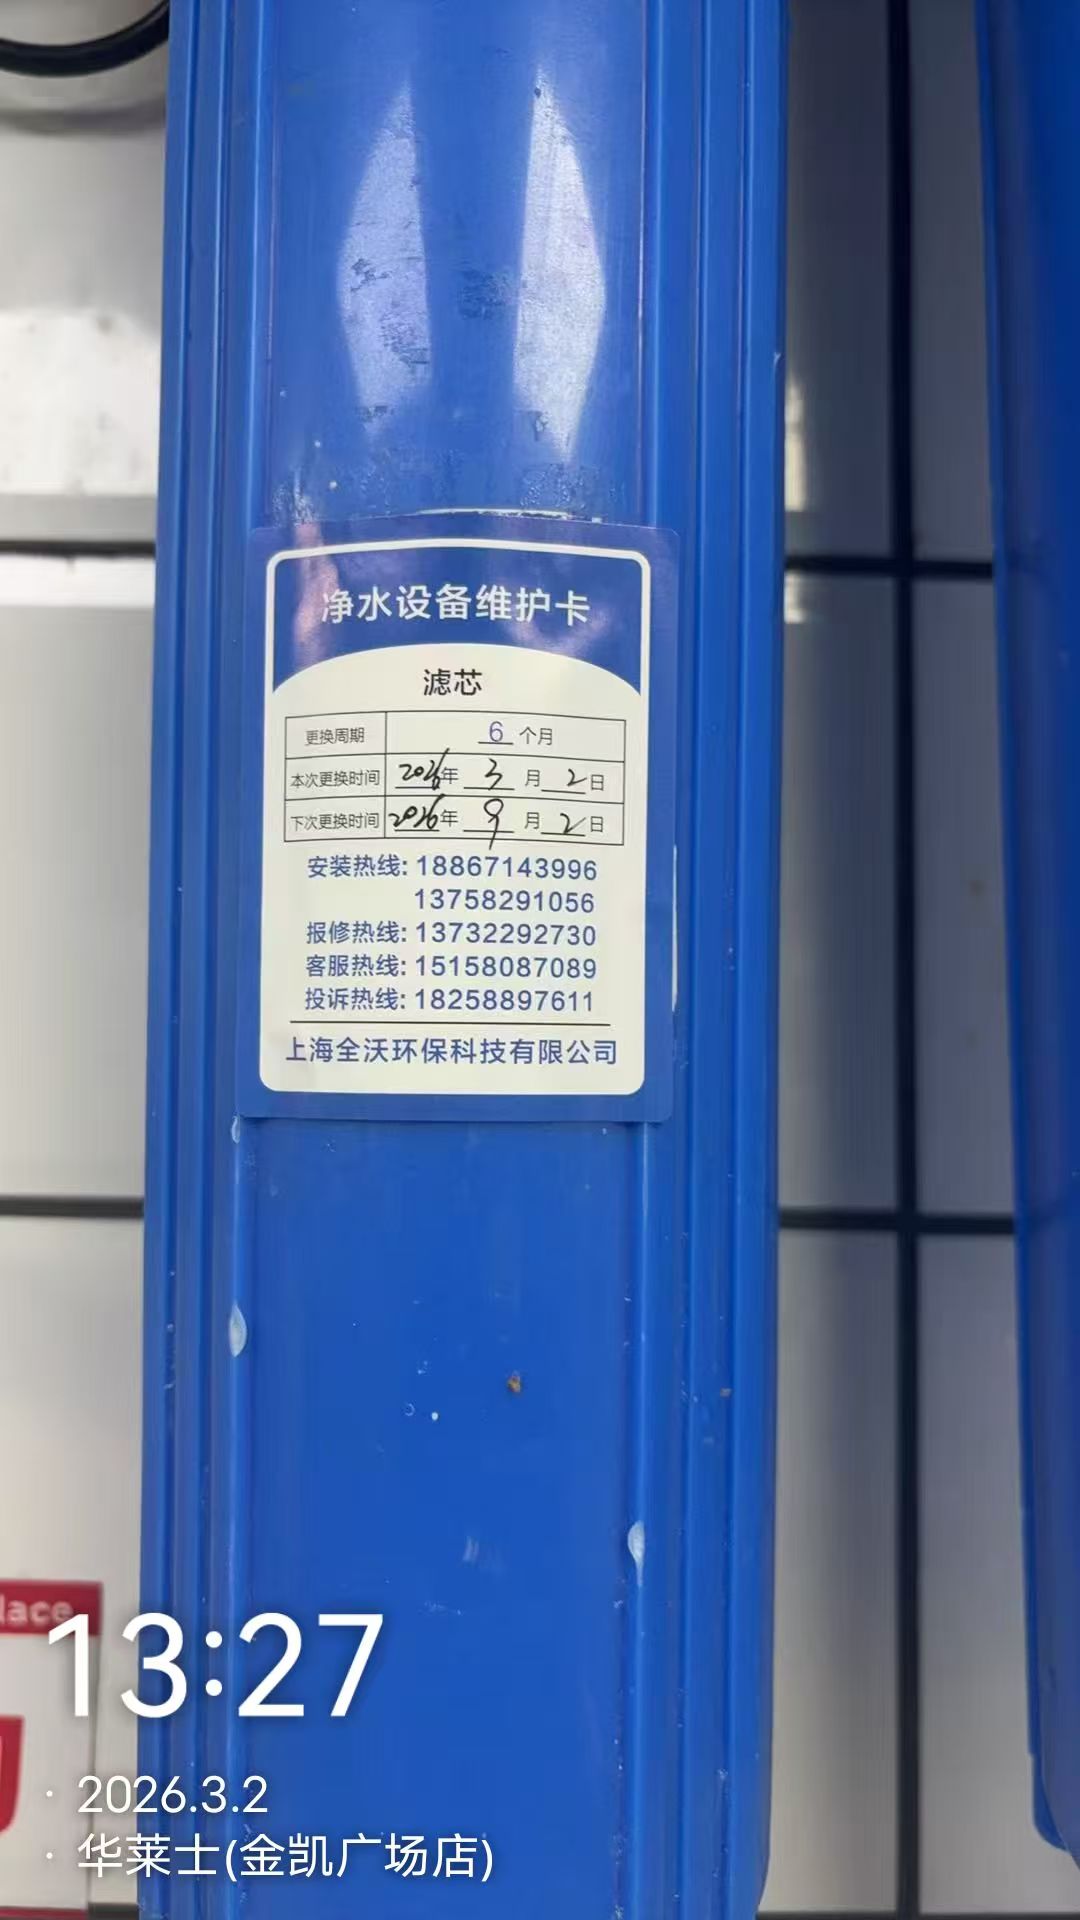 净水设备维护卡
滤芯
更换周期 6 个月
本次更换时间 2026年 3 月 2 日
下次更换时间 2026年 9 月 2 日
安装热线: 18867143996
13758291056
报修热线: 13732292730
客服热线: 15158087089
投诉热线: 18258897611
上海全沃环保科技有限公司
lace
13:27
· 2026.3.2
· 华莱士(金凯广场店)